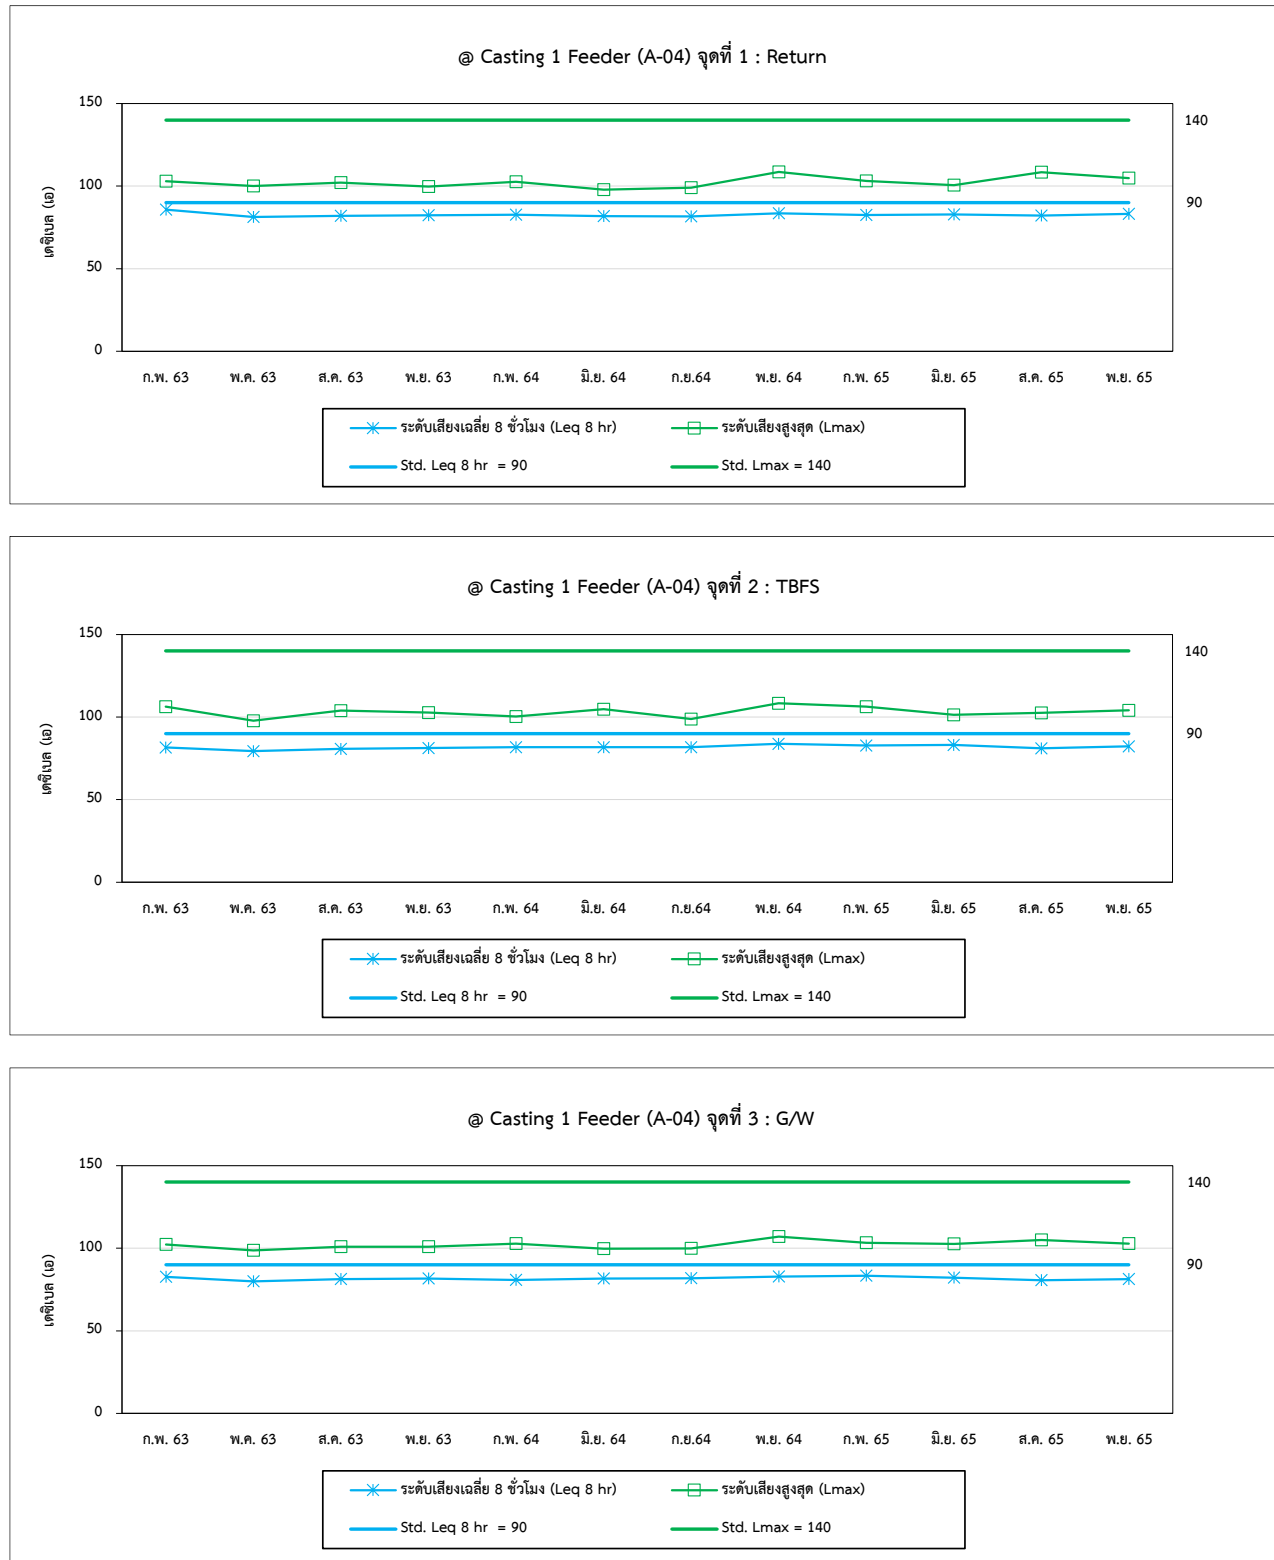 @ Casting 1 Feeder (A-04) จุดที่ 1 : Return
150
140
100
90
50
0
เดซิเบล (เอ)
ก.พ. 63 พ.ค. 63 ส.ค. 63 พ.ย. 63 ก.พ. 64 มิ.ย. 64 ก.ย.64 พ.ย. 64 ก.พ. 65 มิ.ย. 65 ส.ค. 65 พ.ย. 65
ระดับเสียงเฉลี่ย 8 ชั่วโมง (Leq 8 hr) ระดับเสียงสูงสุด (Lmax)
Std. Leq 8 hr = 90 Std. Lmax = 140
@ Casting 1 Feeder (A-04) จุดที่ 2 : TBFS
150
140
100
90
50
0
เดซิเบล (เอ)
ก.พ. 63 พ.ค. 63 ส.ค. 63 พ.ย. 63 ก.พ. 64 มิ.ย. 64 ก.ย.64 พ.ย. 64 ก.พ. 65 มิ.ย. 65 ส.ค. 65 พ.ย. 65
ระดับเสียงเฉลี่ย 8 ชั่วโมง (Leq 8 hr) ระดับเสียงสูงสุด (Lmax)
Std. Leq 8 hr = 90 Std. Lmax = 140
@ Casting 1 Feeder (A-04) จุดที่ 3 : G/W
150
140
100
90
50
0
เดซิเบล (เอ)
ก.พ. 63 พ.ค. 63 ส.ค. 63 พ.ย. 63 ก.พ. 64 มิ.ย. 64 ก.ย.64 พ.ย. 64 ก.พ. 65 มิ.ย. 65 ส.ค. 65 พ.ย. 65
ระดับเสียงเฉลี่ย 8 ชั่วโมง (Leq 8 hr) ระดับเสียงสูงสุด (Lmax)
Std. Leq 8 hr = 90 Std. Lmax = 140